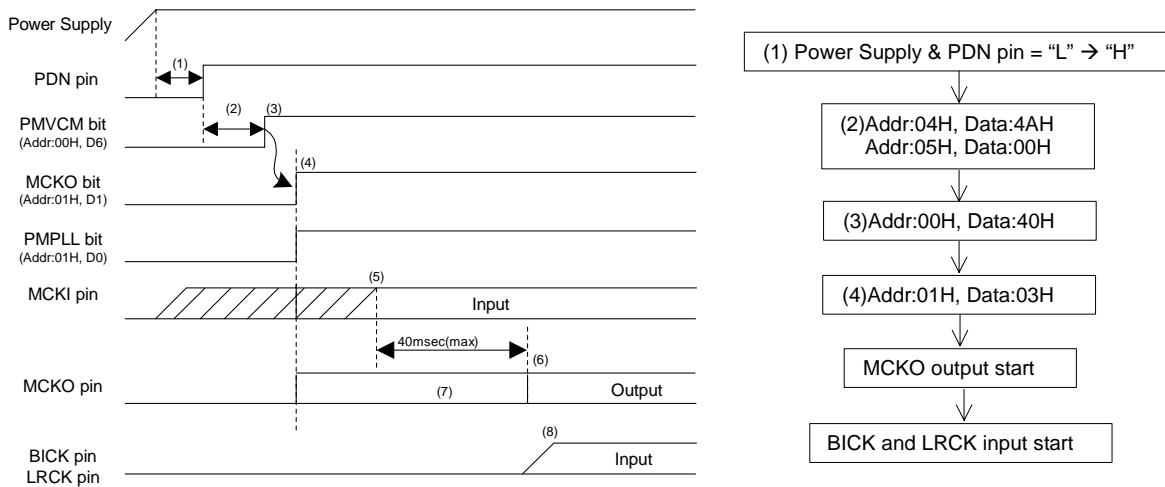 Power Supply
(1)
PDN pin
(2)
(3)
PMVCM bit
(Addr:00H, D6)
(4)
MCKO bit
(Addr:01H, D1)
PMPLL bit
(Addr:01H, D0)
(5)
MCKI pin
Input
40msec(max)
(6)
MCKO pin
(7)
Output
(8)
BICK pin
LRCK pin
Input
(1) Power Supply & PDN pin = “L” → “H”
(2)Addr:04H, Data:4AH
Addr:05H, Data:00H
(3)Addr:00H, Data:40H
(4)Addr:01H, Data:03H
MCKO output start
BICK and LRCK input start